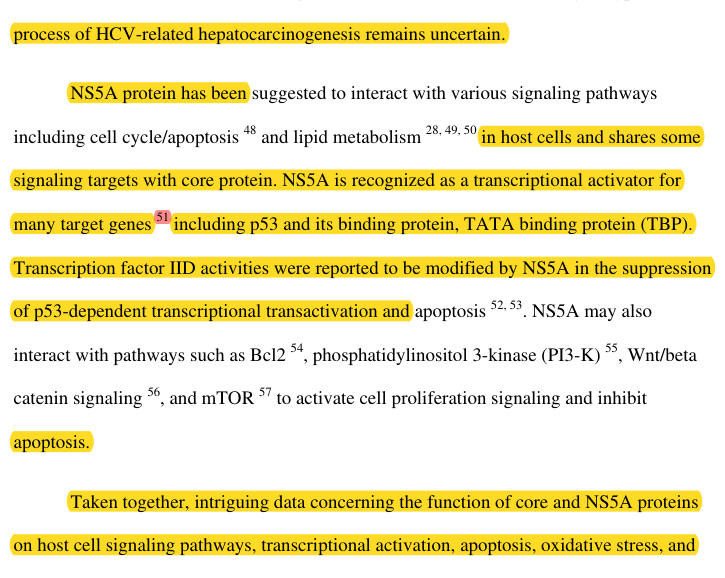 process of HCV-related hepatocarcinogenesis remains uncertain.
NS5A protein has been suggested to interact with various signaling pathways
including cell cycle/apoptosis 48 and lipid metabolism 28, 49, 50 in host cells and shares some
signaling targets with core protein. NS5A is recognized as a transcriptional activator for
many target genes 51 including p53 and its binding protein, TATA binding protein (TBP).
Transcription factor IID activities were reported to be modified by NS5A in the suppression
of p53-dependent transcriptional transactivation and apoptosis 52, 53. NS5A may also
interact with pathways such as Bcl2 54, phosphatidylinositol 3-kinase (PI3-K) 55, Wnt/beta
catenin signaling 56, and mTOR 57 to activate cell proliferation signaling and inhibit
apoptosis.
Taken together, intriguing data concerning the function of core and NS5A proteins
on host cell signaling pathways, transcriptional activation, apoptosis, oxidative stress, and